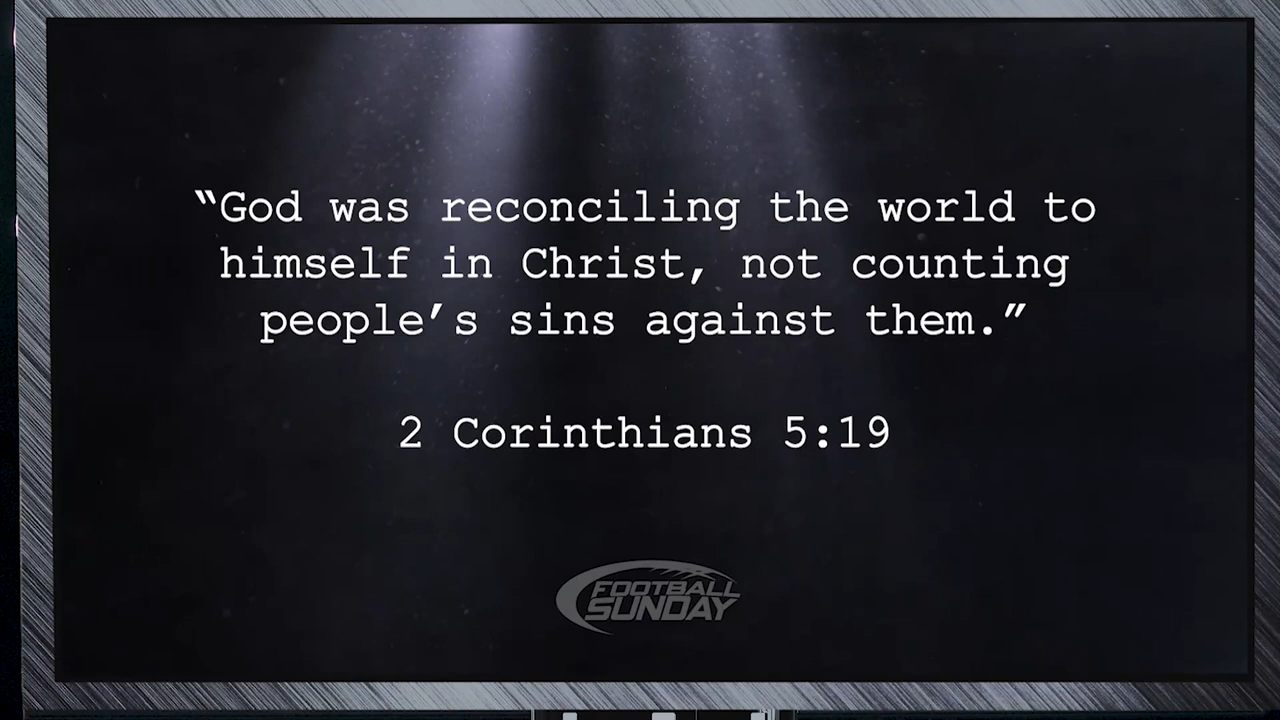 “God was reconciling the world to
himself in Christ, not counting
people’s sins against them.”
2 Corinthians 5:19
FOOTBALL
SUNDAY